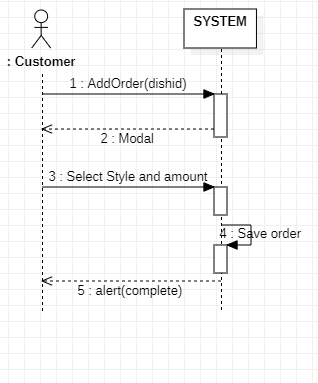 SYSTEM
: Customer
1 : AddOrder(dishid)
2 : Modal
3 : Select Style and amount
4 : Save order
5 : alert(complete)